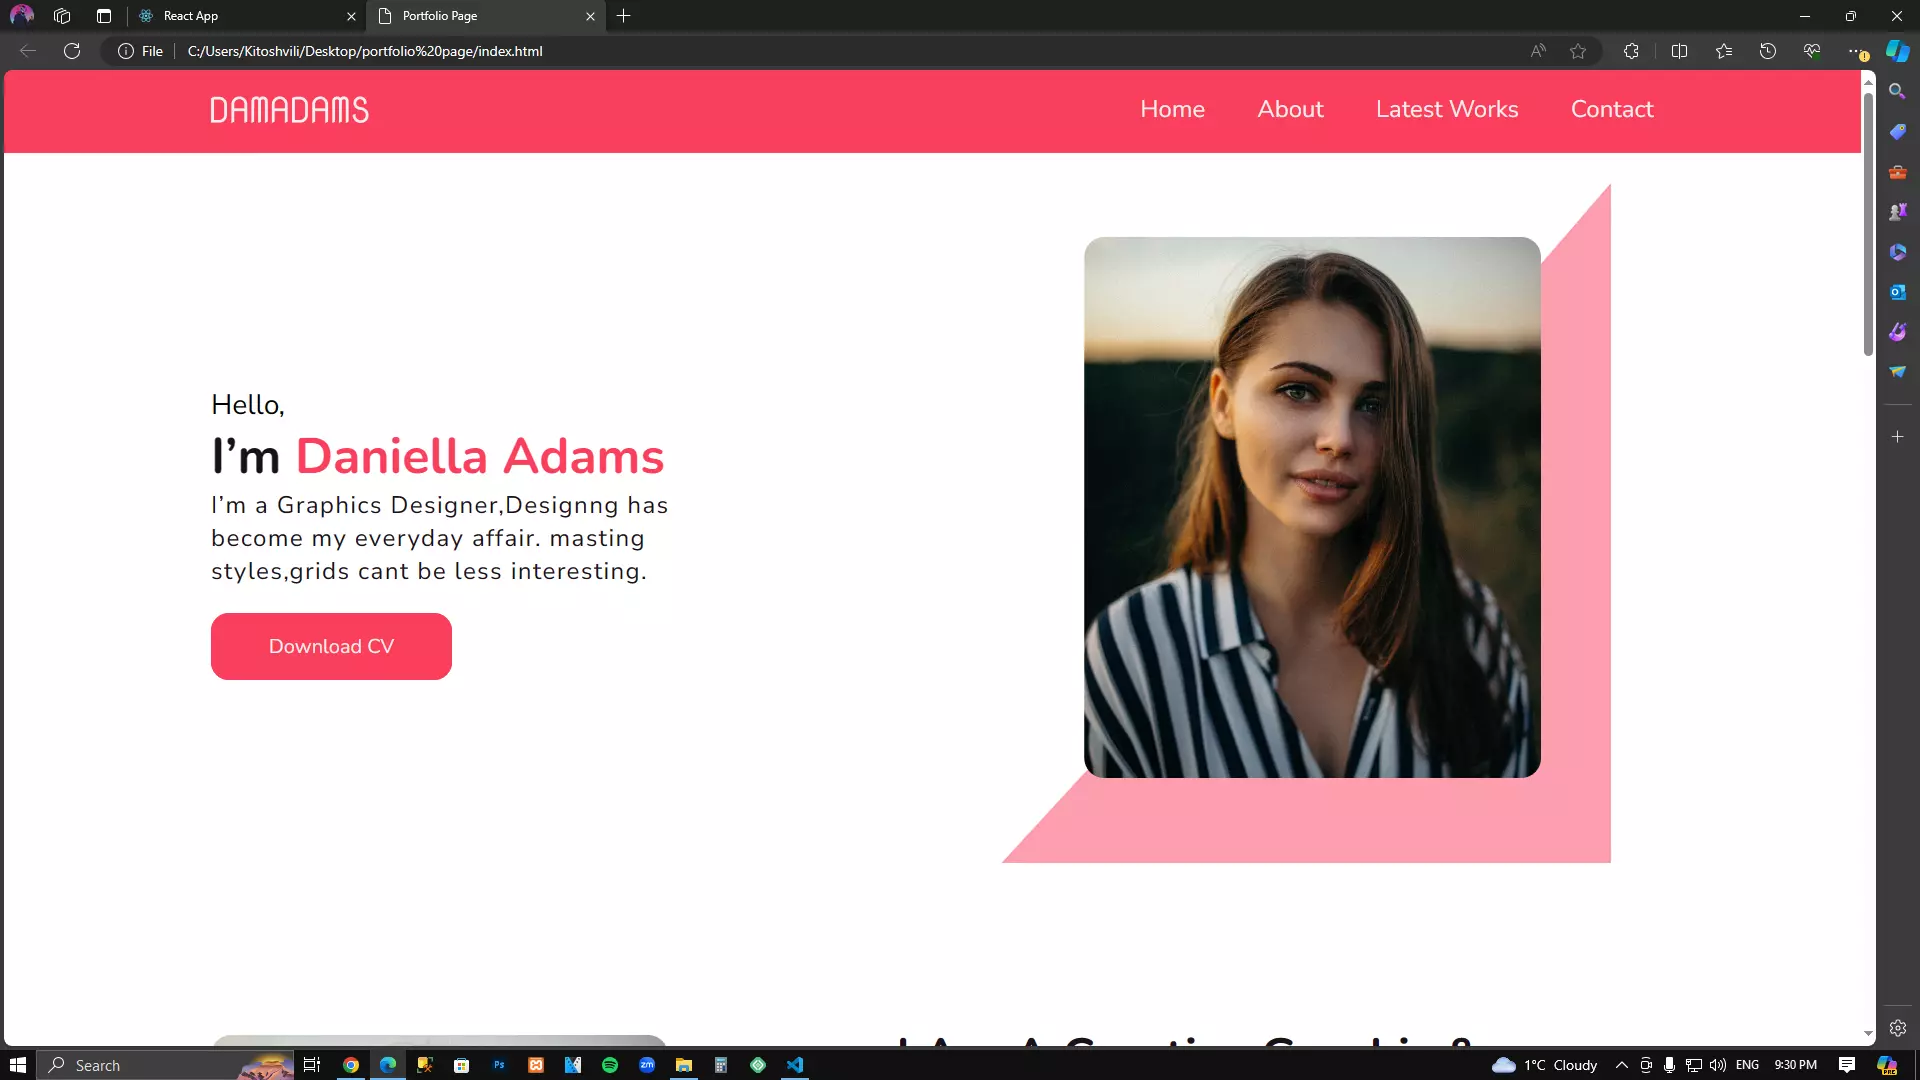 React App
Portfolio Page
File
C:/Users/Kitoshvili/Desktop/portfolio%20page/index.html
DAMADAMS
Home
About
Latest Works
Contact
Hello,
I’m Daniella Adams
I’m a Graphics Designer,Designng has
become my everyday affair. masting
styles,grids cant be less interesting.
Download CV
Search
Ps
zm
1°C Cloudy
ENG
9:30 PM